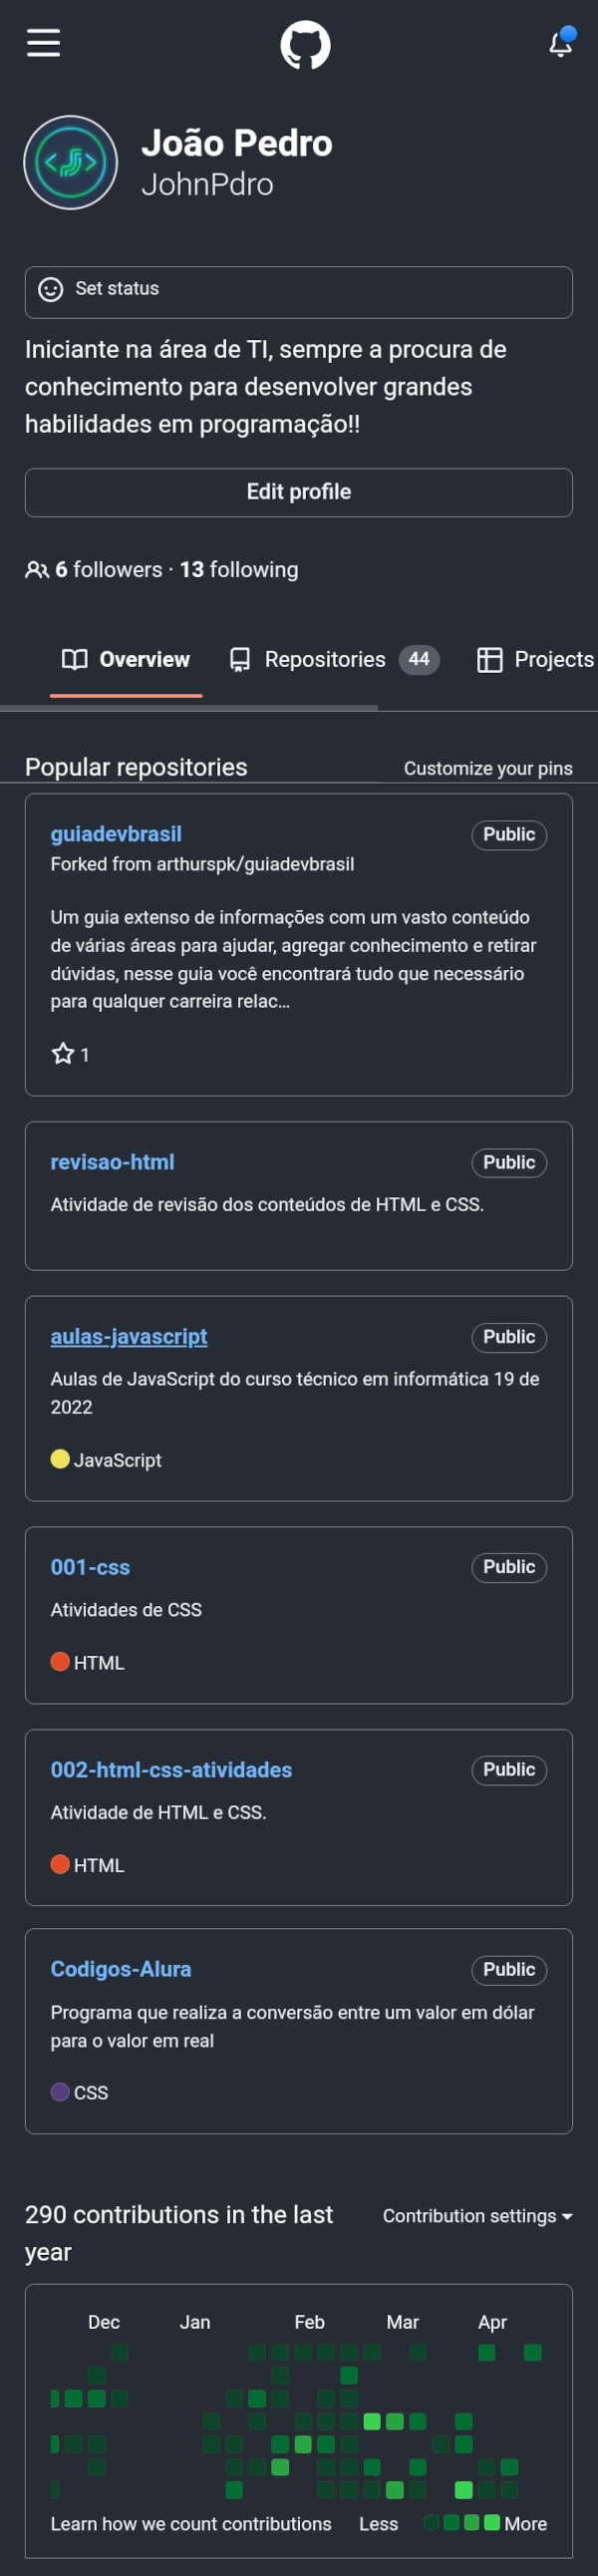 João Pedro
JohnPdro
Set status
Iniciante na área de TI, sempre a procura de
conhecimento para desenvolver grandes
habilidades em programação!!
Edit profile
6 followers · 13 following
Overview Repositories 44 Projects
Popular repositories Customize your pins
guiadevbrasil Public
Forked from arthurspk/guiadevbrasil
Um guia extenso de informações com um vasto conteúdo
de várias áreas para ajudar, agregar conhecimento e retirar
dúvidas, nesse guia você encontrará tudo que necessário
para qualquer carreira relac...
1
revisao-html Public
Atividade de revisão dos conteúdos de HTML e CSS.
aulas-javascript Public
Aulas de JavaScript do curso técnico em informática 19 de
2022
JavaScript
001-css Public
Atividades de CSS
HTML
002-html-css-atividades Public
Atividade de HTML e CSS.
HTML
Codigos-Alura Public
Programa que realiza a conversão entre um valor em dólar
para o valor em real
CSS
290 contributions in the last
year
Contribution settings
Dec Jan Feb Mar Apr
Learn how we count contributions Less More